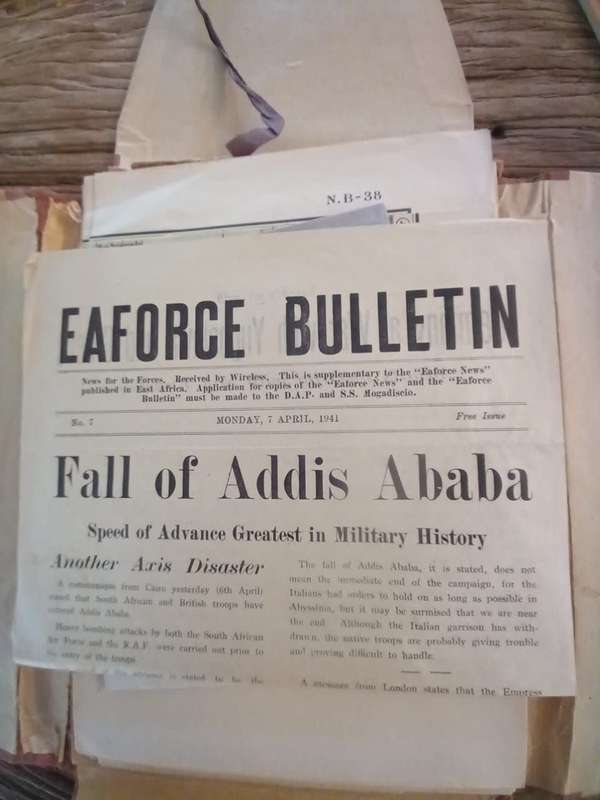 N.B-38
EAFORCE BULLETIN
News for the Forces. Received by Wireless. This is supplementary to the "Eaforce News"
published in East Africa. Application for copies of the "Eaforce News" and the "Eaforce
Bulletin" must be made to the D.A.P. and S.S. Mogadiscio.
No. 7
MONDAY, 7 APRIL, 1941
Free Issue
Fall of Addis Ababa
Speed of Advance Greatest in Military History
Another Axis Disaster
A communique from Cairo yesterday (6th April)
stated that South African and British troops have
entered Addis Ababa.
Heavy bombing attacks by both the South African
Air Force and the R.A.F. were carried out prior to
the entry of the troops.
advance is stated to be the
The fall of Addis Ababa, it is stated, does not
mean the immediate end of the campaign, for the
Italians had orders to hold on as long as possible in
Abyssinia, but it may be surmised that we are near
the end. Although the Italian garrison has with-
drawn, the native troops are probably giving trouble
and proving difficult to handle.
A message from London states that the Empress